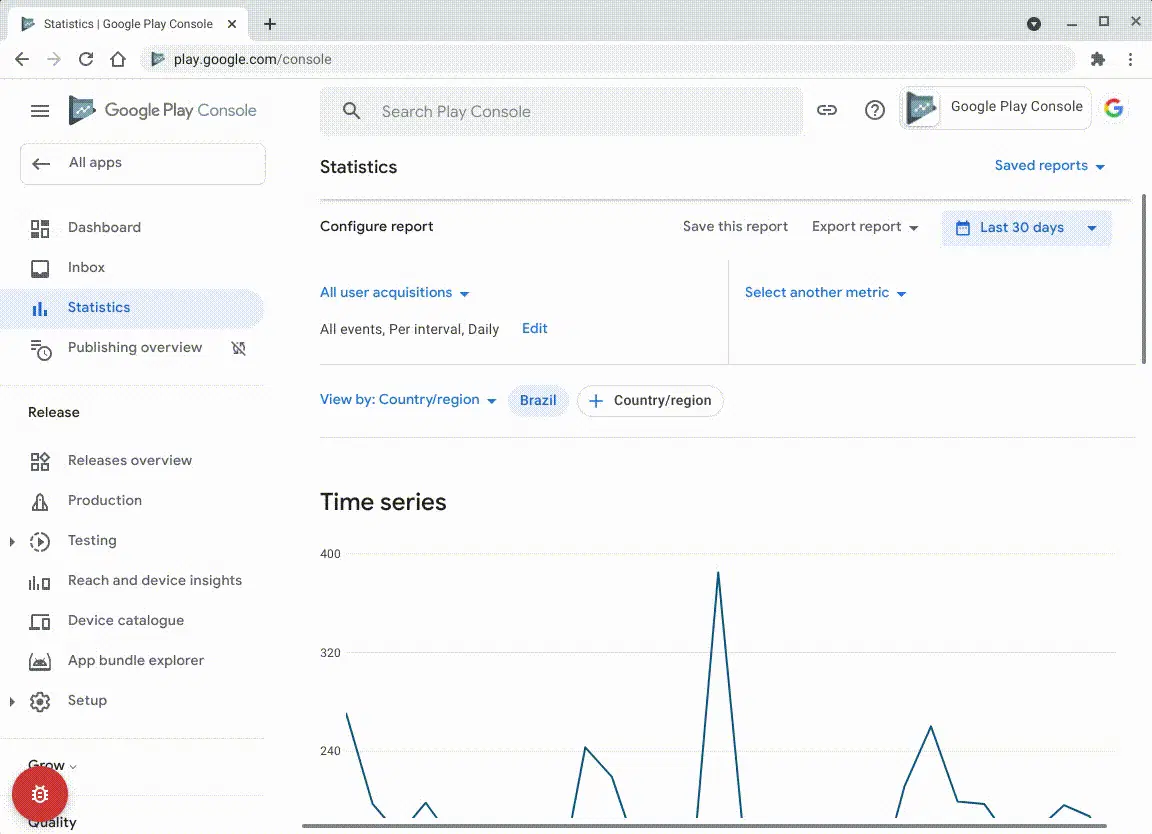 Statistics | Google Play Console
play.google.com/console
Google Play Console
Search Play Console
Google Play Console
All apps
Statistics
Saved reports
Dashboard
Configure report
Save this report
Export report
Last 30 days
Inbox
Statistics
All user acquisitions
Select another metric
All events, Per interval, Daily
Edit
Publishing overview
View by: Country/region
Brazil
Country/region
Release
Releases overview
Time series
Production
Testing
400
Reach and device insights
Device catalogue
320
App bundle explorer
Setup
240
Grow
Quality